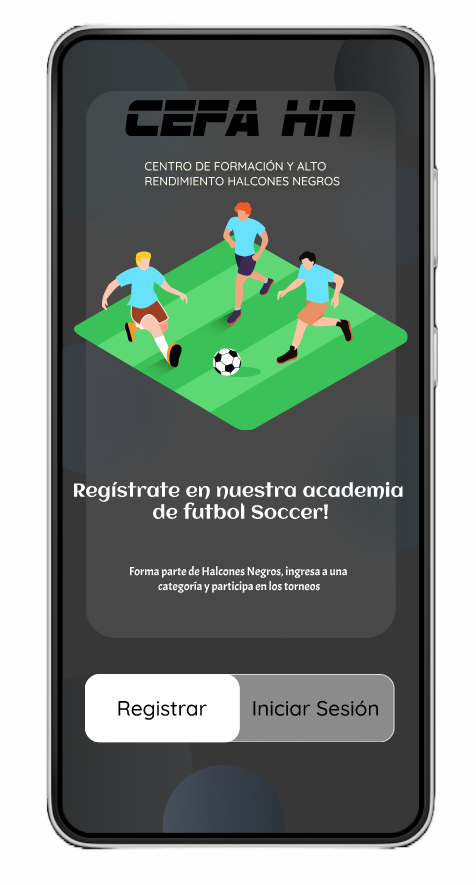 CEFA HN
CENTRO DE FORMACIÓN Y ALTO
RENDIMIENTO HALCONES NEGROS
Regístrate en nuestra academia
de futbol Soccer!
Forma parte de Halcones Negros, ingresa a una
categoría y participa en los torneos
Registrar Iniciar Sesión